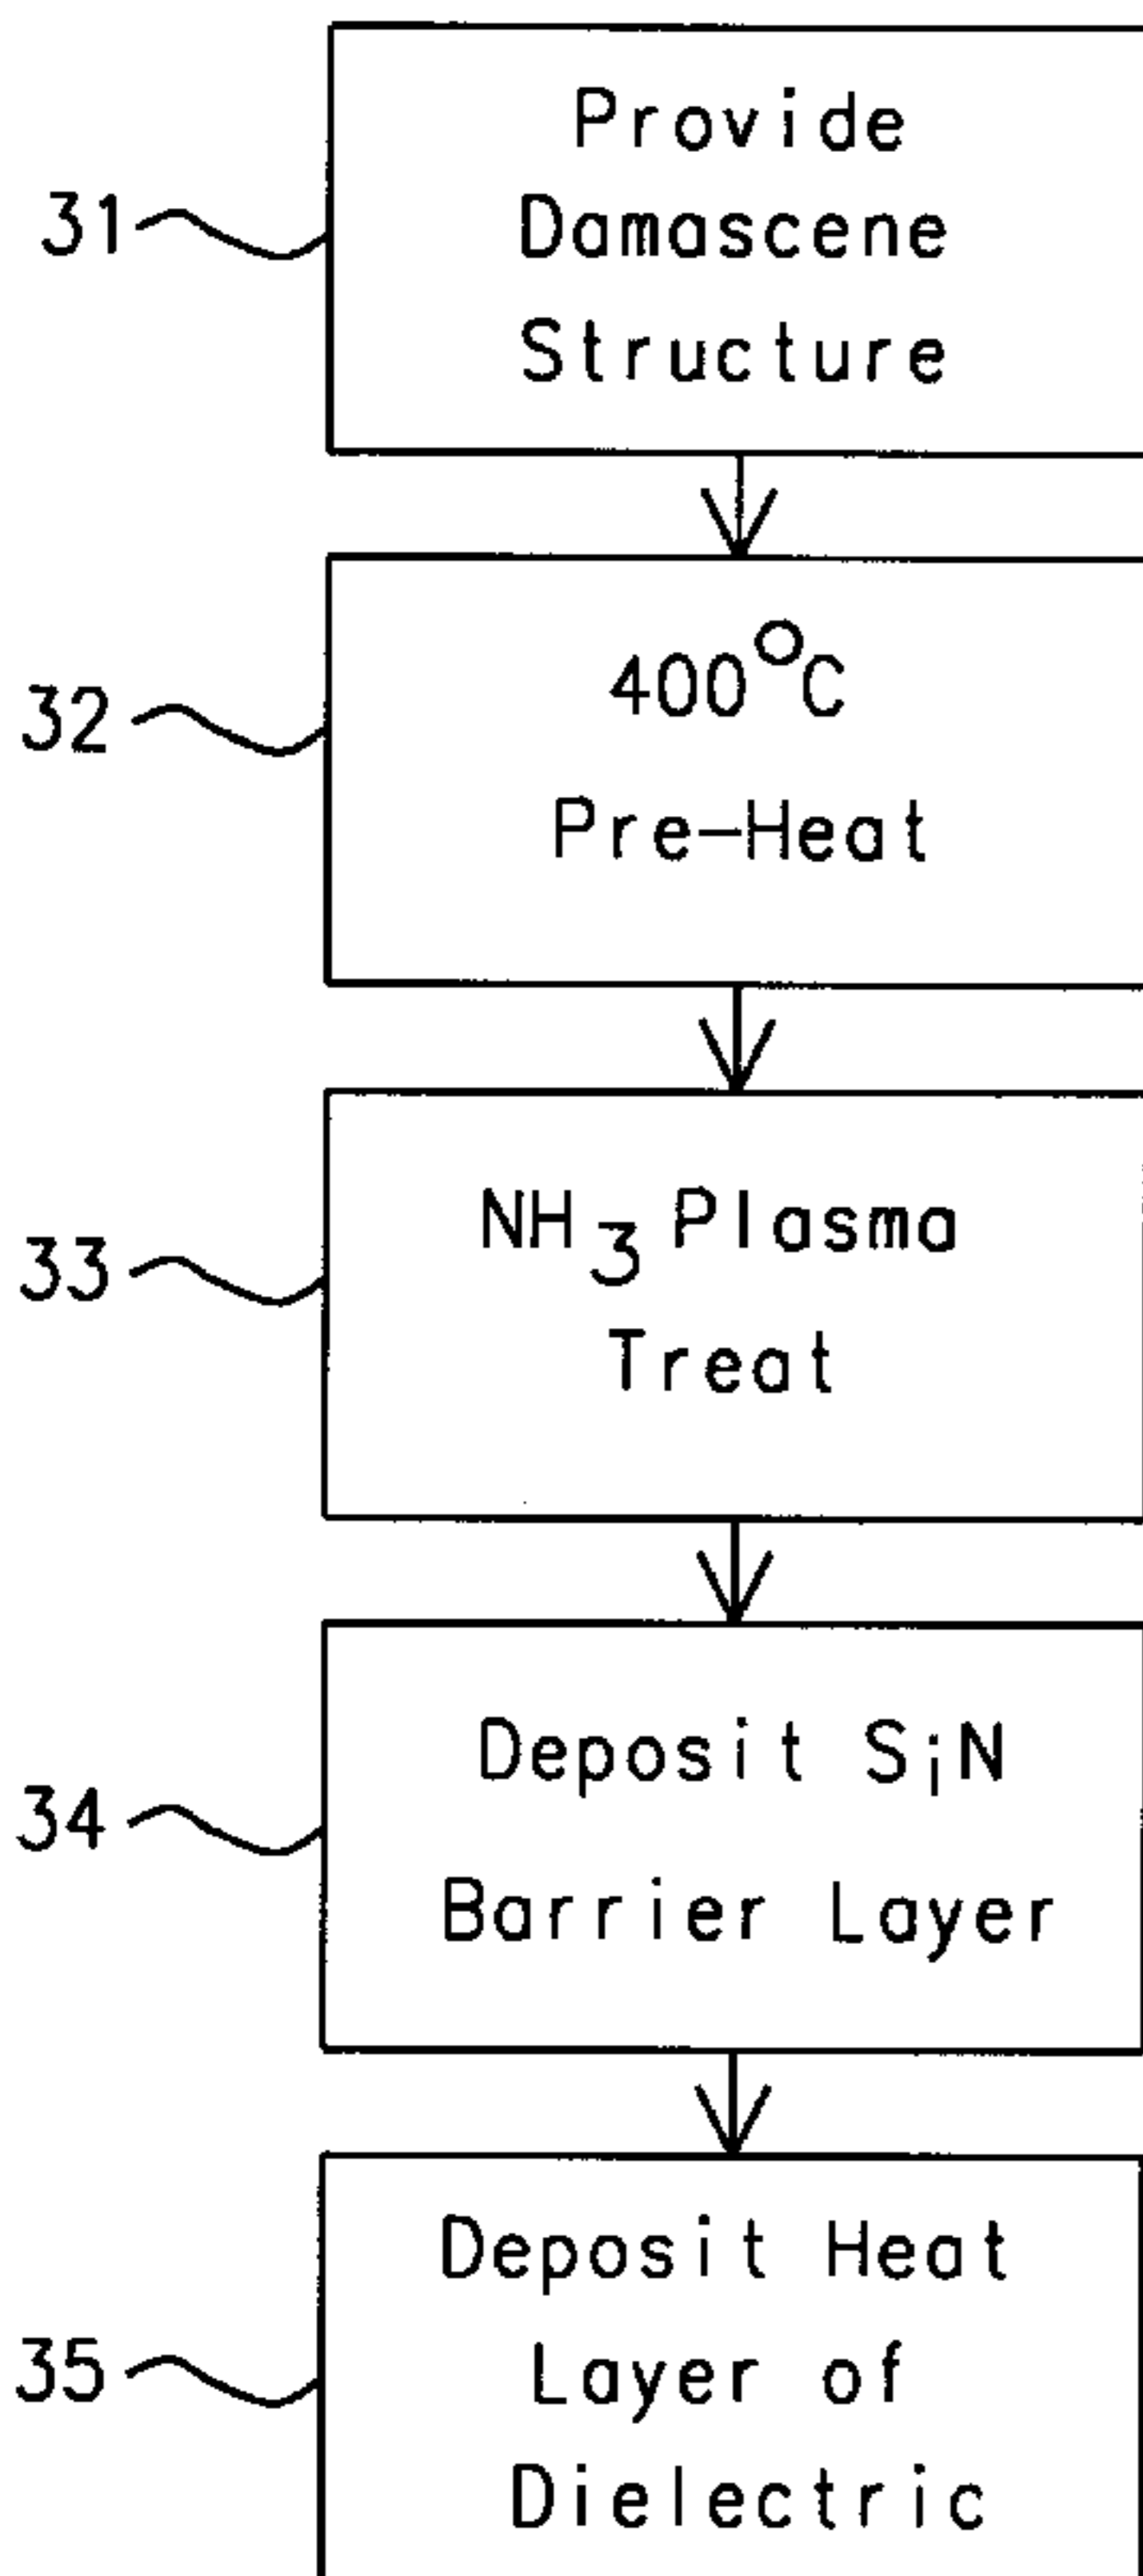 31
Provide
Damascene
Structure
32
400°C
Pre-Heat
33
NH₃ Plasma
Treat
34
Deposit SᵢN
Barrier Layer
35
Deposit Heat
Layer of
Dielectric